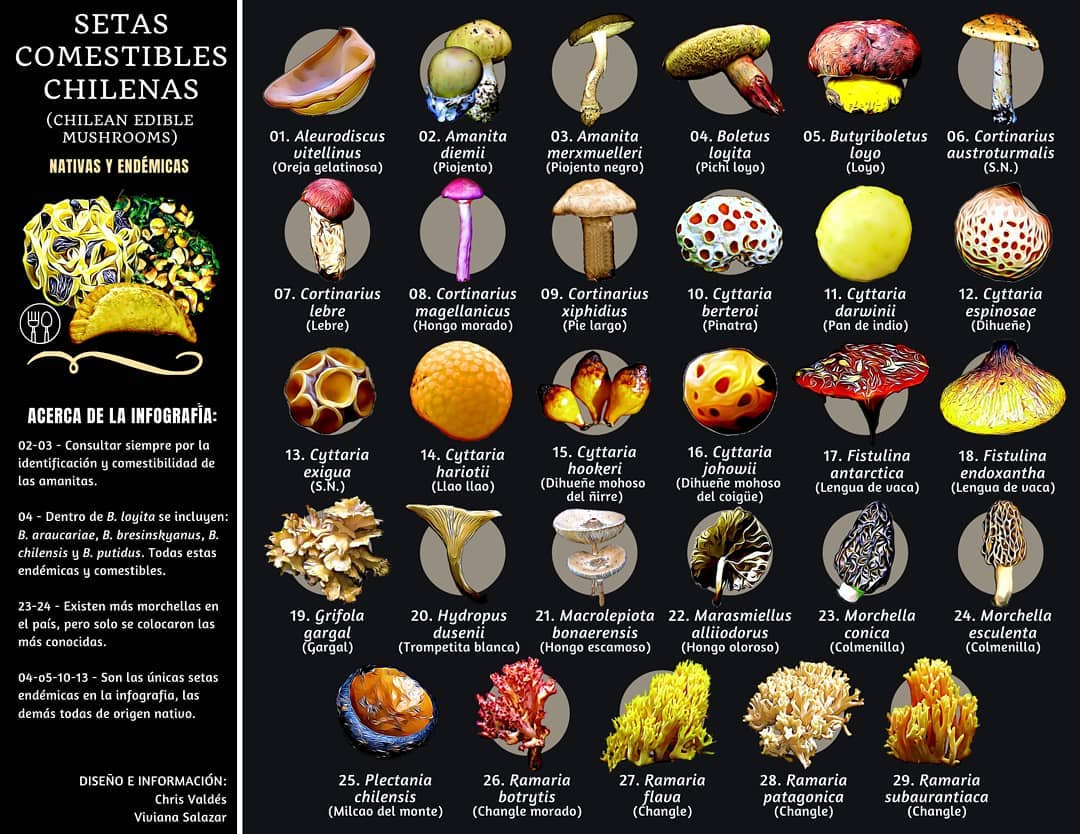 SETAS
COMESTIBLES
CHILENAS
(CHILEAN EDIBLE
MUSHROOMS)
NATIVAS Y ENDÉMICAS
ACERCA DE LA INFOGRAFÍA:
02-03 - Consultar siempre por la
identificación y comestibilidad de
las amanitas.
04 - Dentro de B. loyita se incluyen:
B. araucariae, B. bresinskyanus, B.
chilensis y B. putidus. Todas estas
endémicas y comestibles.
23-24 - Existen más morchellas en
el país, pero solo se colocaron las
más conocidas.
04-o5-10-13 - Son las únicas setas
endémicas en la infografia, las
demás todas de origen nativo.
DISEÑO E INFORMACIÓN:
Chris Valdés
Viviana Salazar
01. Aleurodiscus
vitellinus
(Oreja gelatinosa)
02. Amanita
diemii
(Piojento)
03. Amanita
merxmuelleri
(Piojento negro)
04. Boletus
loyita
(Pichi loyo)
05. Butyriboletus
loyo
(Loyo)
06. Cortinarius
austroturmalis
(S.N.)
07. Cortinarius
lebre
(Lebre)
08. Cortinarius
magellanicus
(Hongo morado)
09. Cortinarius
xiphidius
(Pie largo)
10. Cyttaria
berteroi
(Pinatra)
11. Cyttaria
darwinii
(Pan de indio)
12. Cyttaria
espinosae
(Dihueñe)
13. Cyttaria
exigua
(S.N.)
14. Cyttaria
hariotii
(Llao llao)
15. Cyttaria
hookeri
(Dihueñe mohoso
del ñirre)
16. Cyttaria
johowii
(Dihueñe mohoso
del coigüe)
17. Fistulina
antarctica
(Lengua de vaca)
18. Fistulina
endoxantha
(Lengua de vaca)
19. Grifola
gargal
(Gargal)
20. Hydropus
dusenii
(Trompetita blanca)
21. Macrolepiota
bonaerensis
(Hongo escamoso)
22. Marasmiellus
alliiodorus
(Hongo oloroso)
23. Morchella
conica
(Colmenilla)
24. Morchella
esculenta
(Colmenilla)
25. Plectania
chilensis
(Milcao del monte)
26. Ramaria
botrytis
(Changle morado)
27. Ramaria
flava
(Changle)
28. Ramaria
patagonica
(Changle)
29. Ramaria
subaurantiaca
(Changle)